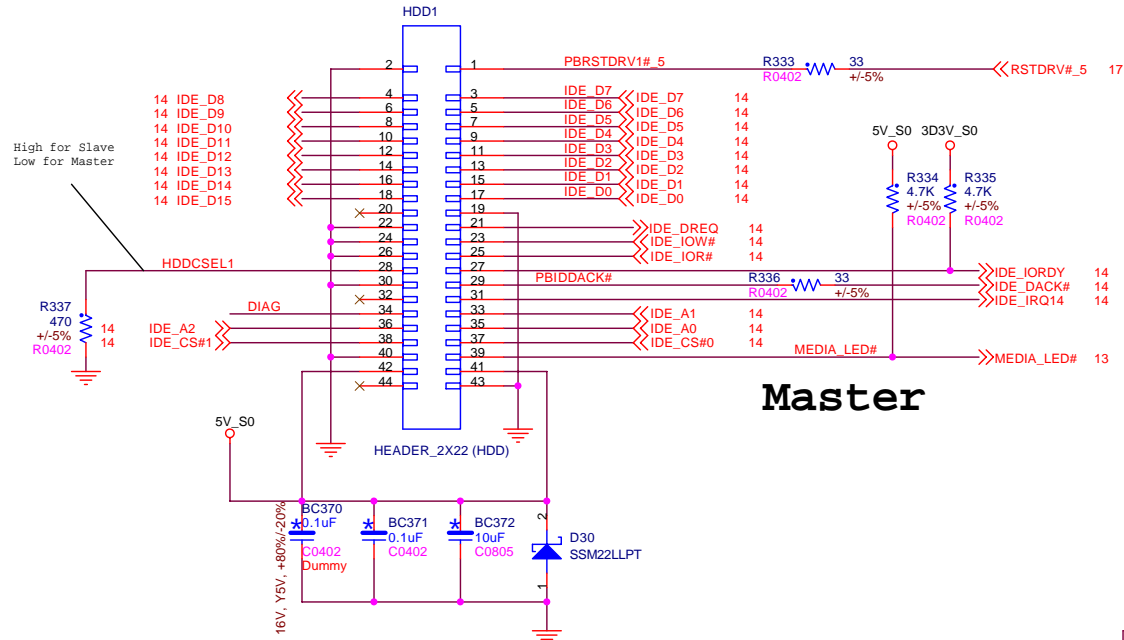 HDD1
2 1 PBRSTDRV1#_5 R333 33 RSTDRV#_5 17
R0402 +/-5%
14 IDE_D8 4 3 IDE_D7 IDE_D7 14
14 IDE_D9 6 5 IDE_D6 IDE_D6 14
14 IDE_D10 8 7 IDE_D5 IDE_D5 14
14 IDE_D11 10 9 IDE_D4 IDE_D4 14
14 IDE_D12 12 11 IDE_D3 IDE_D3 14
14 IDE_D13 14 13 IDE_D2 IDE_D2 14
14 IDE_D14 16 15 IDE_D1 IDE_D1 14
14 IDE_D15 18 17 IDE_D0 IDE_D0 14
High for Slave
Low for Master
5V_S0 3D3V_S0
R334 R335
4.7K 4.7K
+/-5% +/-5%
R0402 R0402
20 19
22 21 IDE_DREQ 14
24 23 IDE_IOW# 14
26 25 IDE_IOR# 14
HDDCSEL1 28 27 IDE_IORDY 14
30 29 PBIDDACK# R336 33 IDE_DACK# 14
R0402 +/-5%
32 31 IDE_IRQ14 14
DIAG 34 33 IDE_A1 14
14 IDE_A2 36 35 IDE_A0 14
14 IDE_CS#1 38 37 IDE_CS#0 14
R337
470
+/-5%
R0402
40 39 MEDIA_LED# MEDIA_LED# 13
42 41
44 43
Master
HEADER_2X22 (HDD)
5V_S0
16V, Y5V, +80%/-20%
BC370
0.1uF
C0402
Dummy
BC371
0.1uF
C0402
BC372
10uF
C0805
2
D30
SSM22LLPT
1